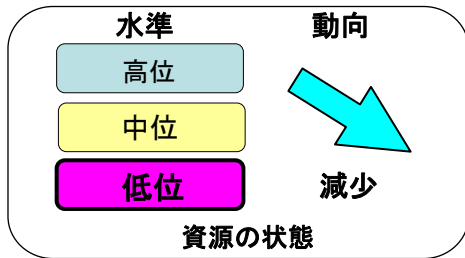 水準 動向
高位
中位
低位 減少
資源の状態